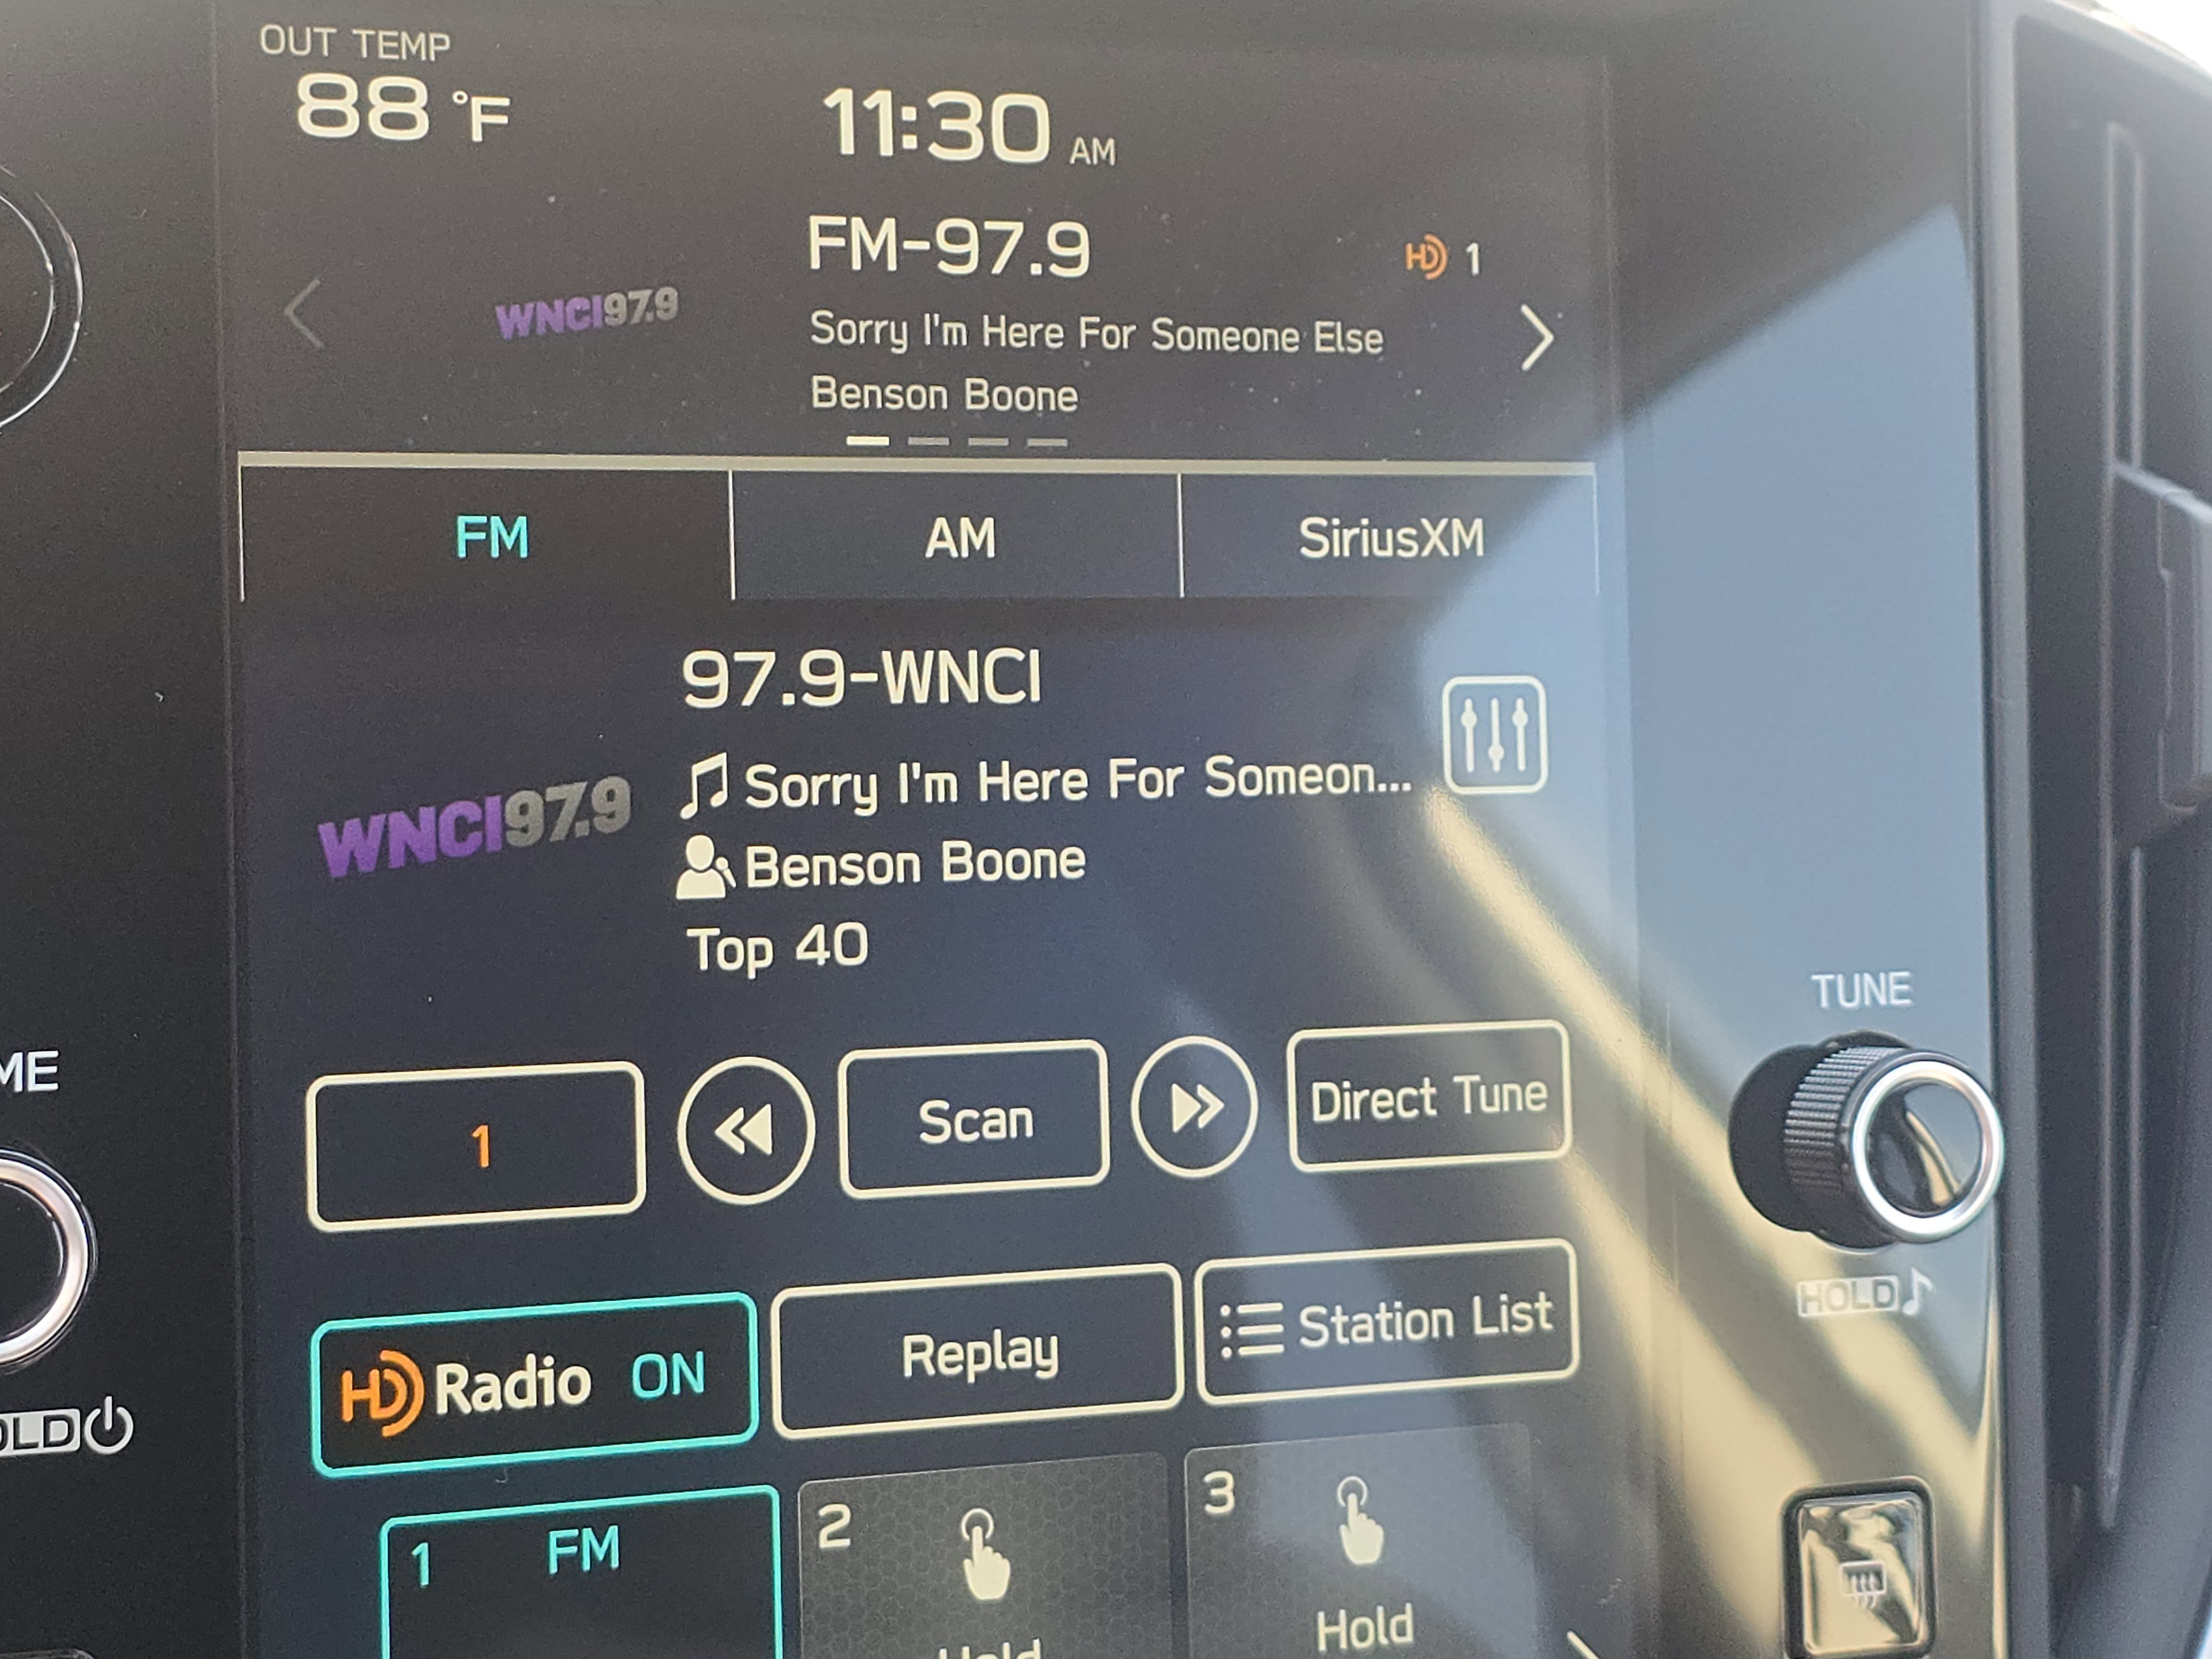 OUT TEMP
88 °F
11:30 AM
FM-97.9
HD 1
WNCI97.9
Sorry I'm Here For Someone Else
Benson Boone
FM
AM
SiriusXM
97.9-WNCI
WNCI97.9
Sorry I'm Here For Someon...
Benson Boone
Top 40
TUNE
ME
1
Scan
Direct Tune
HOLD
HD Radio ON
Replay
Station List
OLD
1 FM
2
Hold
3
Hold